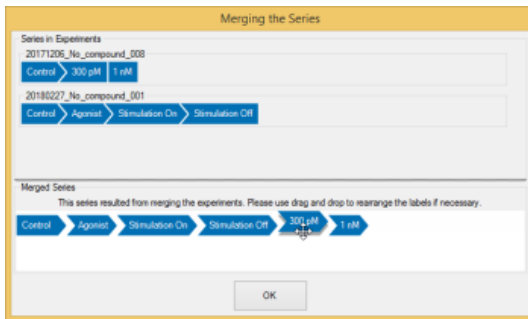 Merging the Series
Series in Experiments
20171206_No_compound_008
Control 300 pM 1 nM
20180227_No_compound_001
Control Agonist Stimulation On Stimulation Off
Merged Series
This series resulted from merging the experiments. Please use drag and drop to rearrange the labels if necessary.
Control Agonist Stimulation On Stimulation Off 300 pM 1 nM
OK